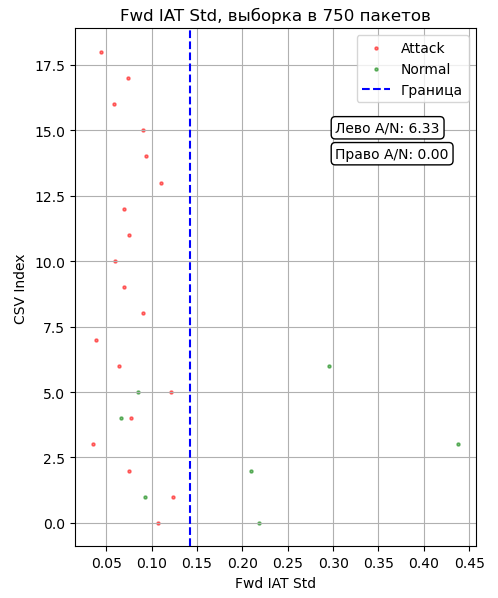 Fwd IAT Std, выборка в 750 пакетов
Attack
Normal
Граница
Лево A/N: 6.33
Право A/N: 0.00
17.5
15.0
12.5
10.0
7.5
5.0
2.5
0.0
CSV Index
0.05 0.10 0.15 0.20 0.25 0.30 0.35 0.40 0.45
Fwd IAT Std